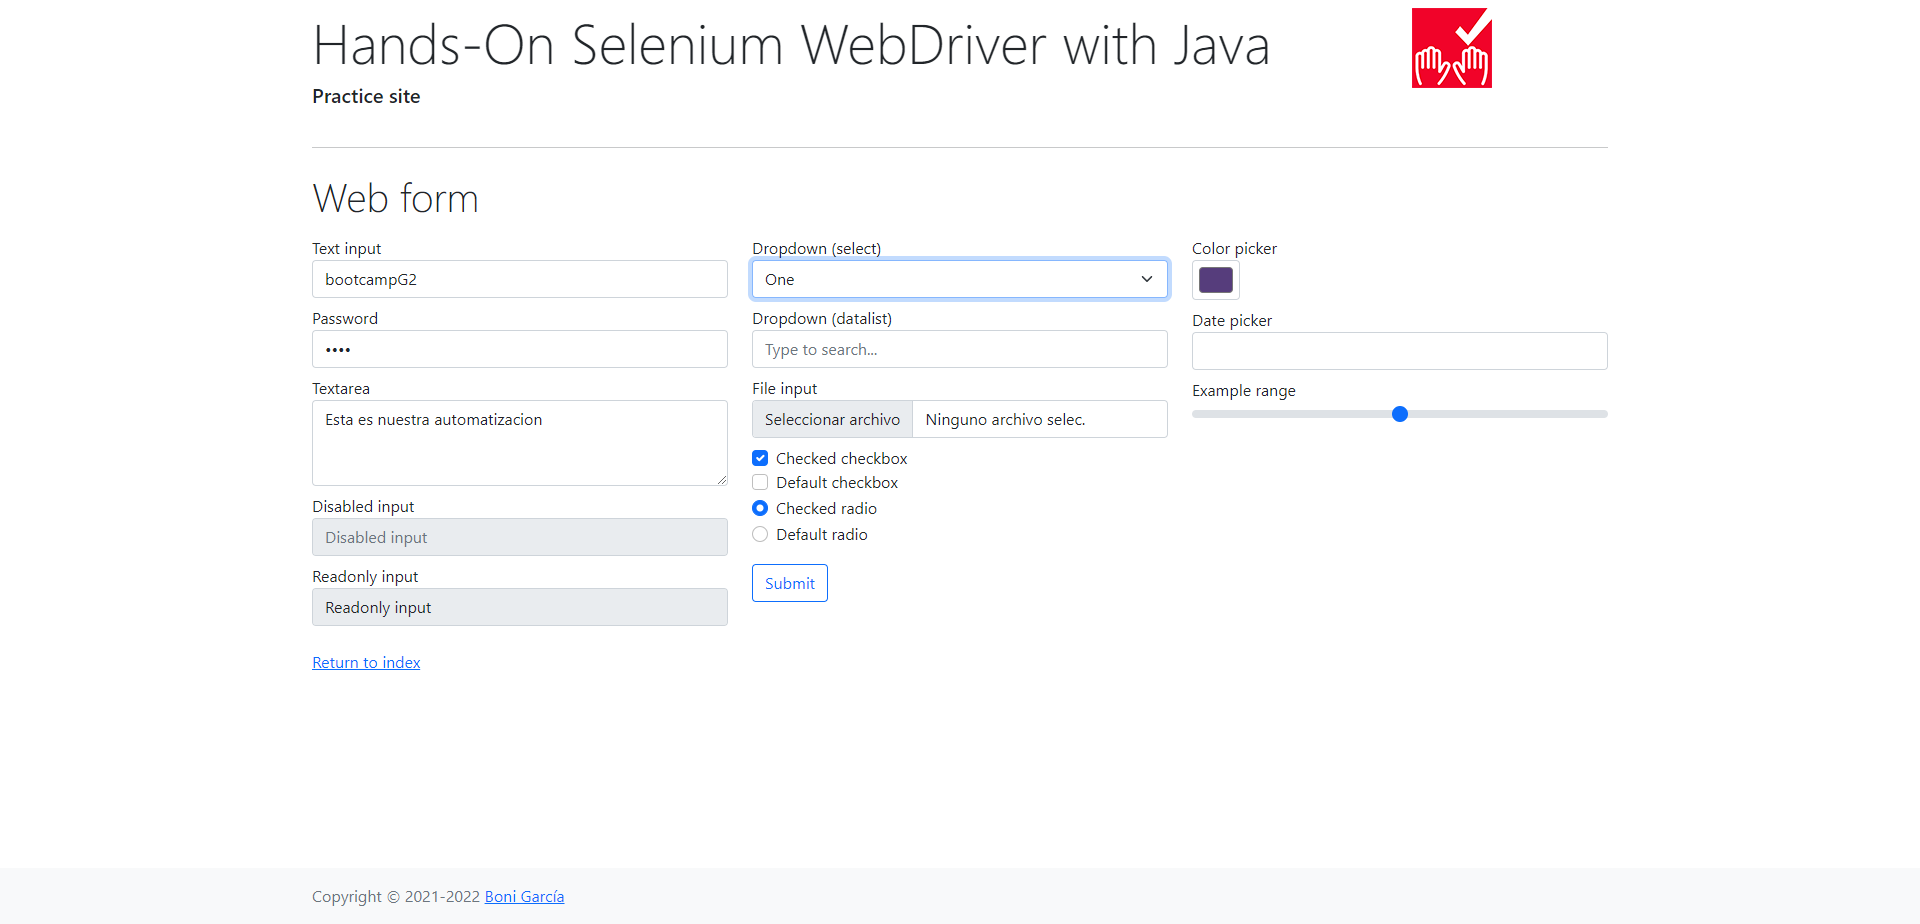 Hands-On Selenium WebDriver with Java
Practice site
Web form
Text input
bootcampG2
Password
••••
Textarea
Esta es nuestra automatizacion
Disabled input
Disabled input
Readonly input
Readonly input
Return to index
Dropdown (select)
One
Dropdown (datalist)
Type to search...
File input
Seleccionar archivo Ninguno archivo selec.
Checked checkbox
Default checkbox
Checked radio
Default radio
Submit
Color picker
Date picker
Example range
Copyright © 2021-2022 Boni García